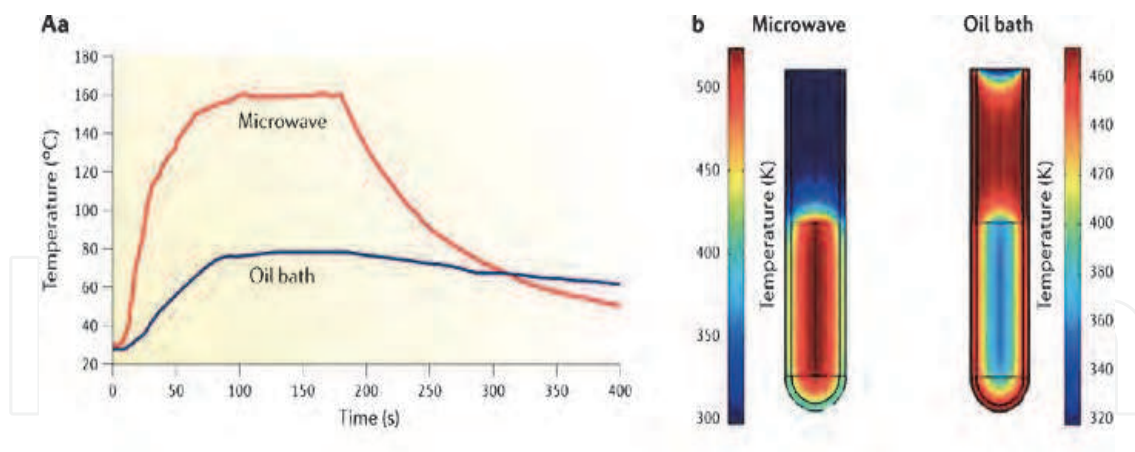 Aa
180
160
140
120
100
80
60
40
20
Temperature (°C)
Microwave
Oil bath
0 50 100 150 200 250 300 350 400
Time (s)
b Microwave Oil bath
500
450
400
350
300
Temperature (K)
Temperature (K)
460
440
420
400
380
360
340
320